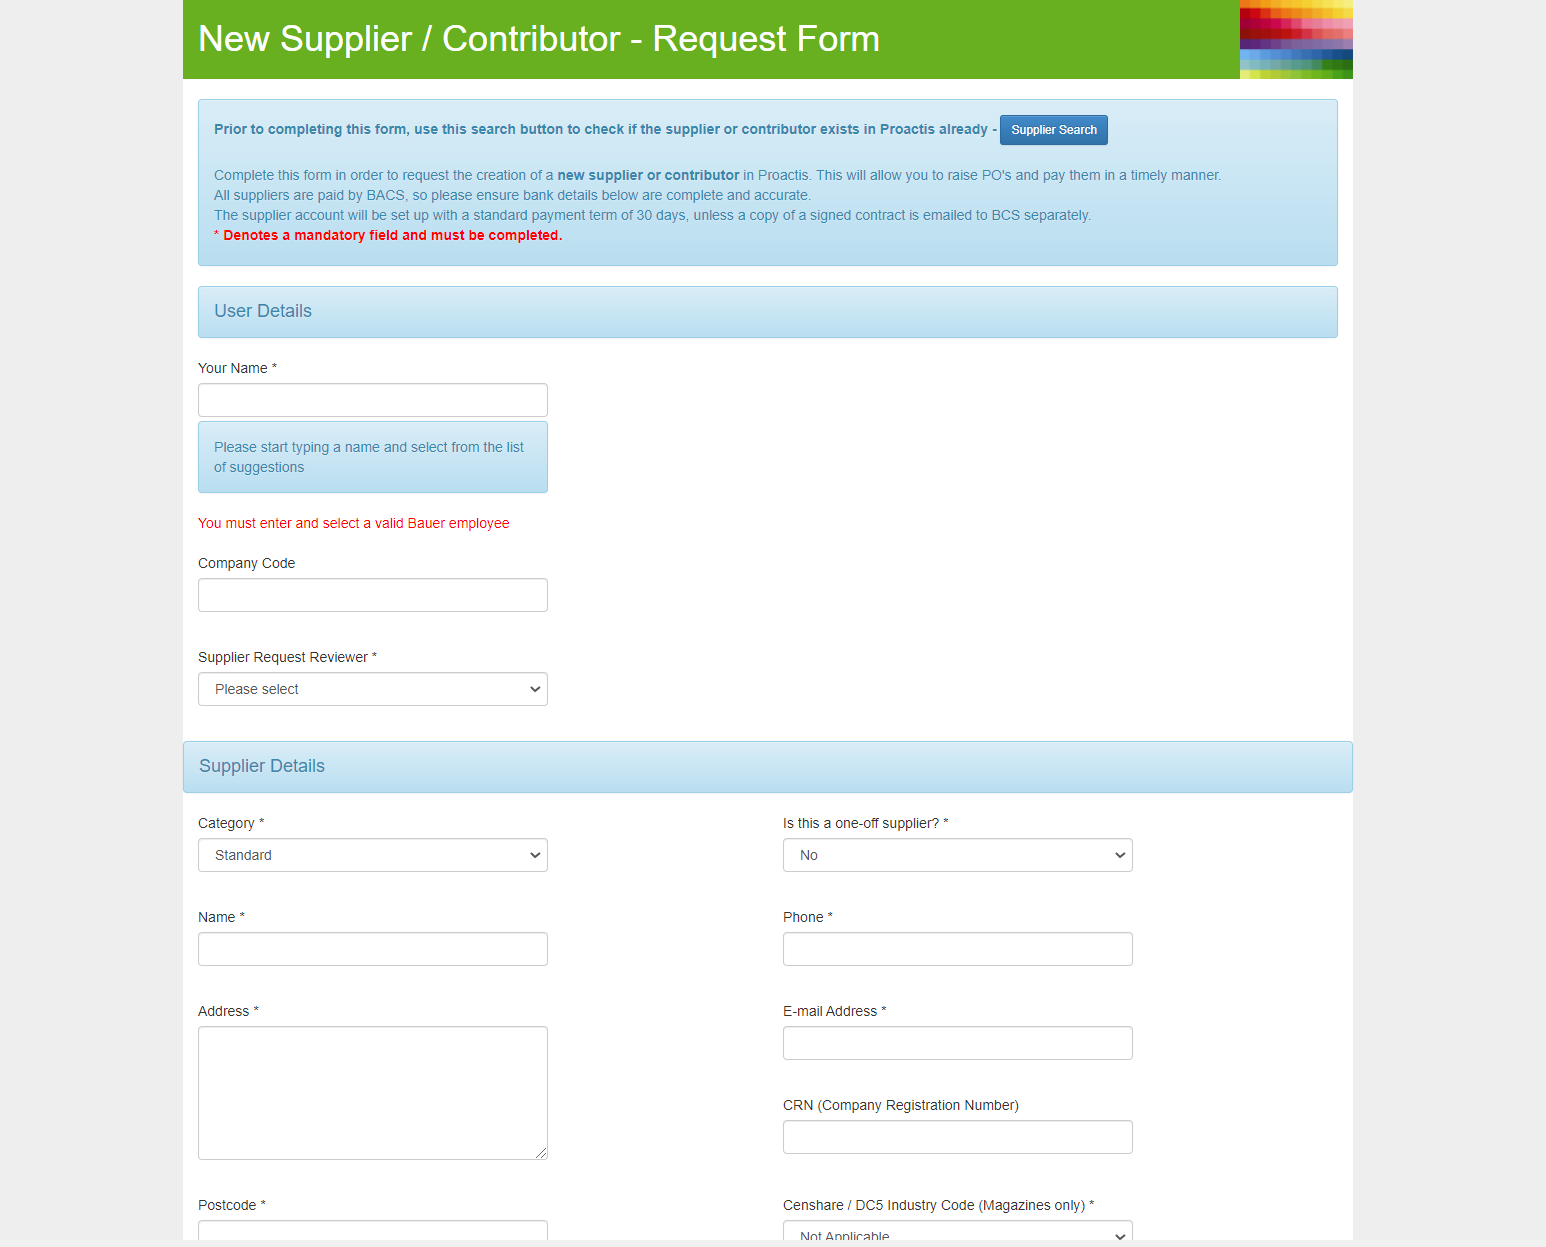 New Supplier / Contributor - Request Form
Prior to completing this form, use this search button to check if the supplier or contributor exists in Proactis already - Supplier Search
Complete this form in order to request the creation of a new supplier or contributor in Proactis. This will allow you to raise PO's and pay them in a timely manner.
All suppliers are paid by BACS, so please ensure bank details below are complete and accurate.
The supplier account will be set up with a standard payment term of 30 days, unless a copy of a signed contract is emailed to BCS separately.
* Denotes a mandatory field and must be completed.
User Details
Your Name *
Please start typing a name and select from the list
of suggestions
You must enter and select a valid Bauer employee
Company Code
Supplier Request Reviewer *
Please select
Supplier Details
Category *
Is this a one-off supplier? *
Standard
No
Name *
Phone *
Address *
E-mail Address *
CRN (Company Registration Number)
Postcode *
Censhare / DC5 Industry Code (Magazines only) *
Not Applicable